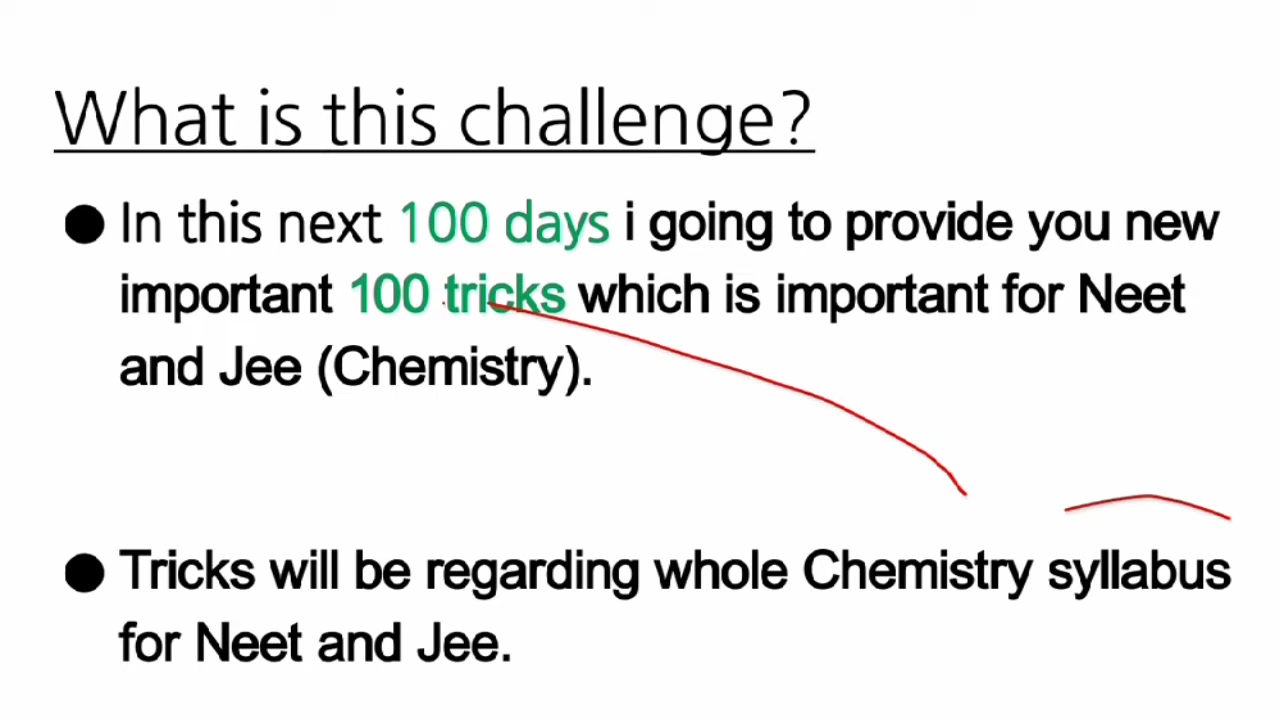 What is this challenge?
● In this next 100 days i going to provide you new
important 100 tricks which is important for Neet
and Jee (Chemistry).
● Tricks will be regarding whole Chemistry syllabus
for Neet and Jee.